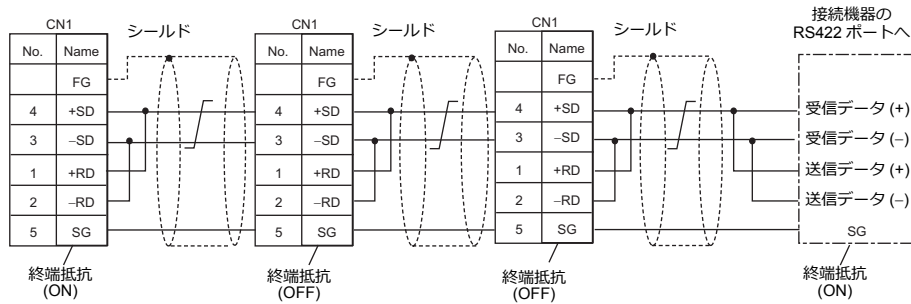 CN1
No. Name
FG
4 +SD
3 −SD
1 +RD
2 −RD
5 SG
シールド
終端抵抗
(ON)
CN1
No. Name
FG
4 +SD
3 −SD
1 +RD
2 −RD
5 SG
シールド
終端抵抗
(OFF)
CN1
No. Name
FG
4 +SD
3 −SD
1 +RD
2 −RD
5 SG
シールド
終端抵抗
(OFF)
接続機器の
RS422 ポートへ
受信データ (+)
受信データ (−)
送信データ (+)
送信データ (−)
SG
終端抵抗
(ON)